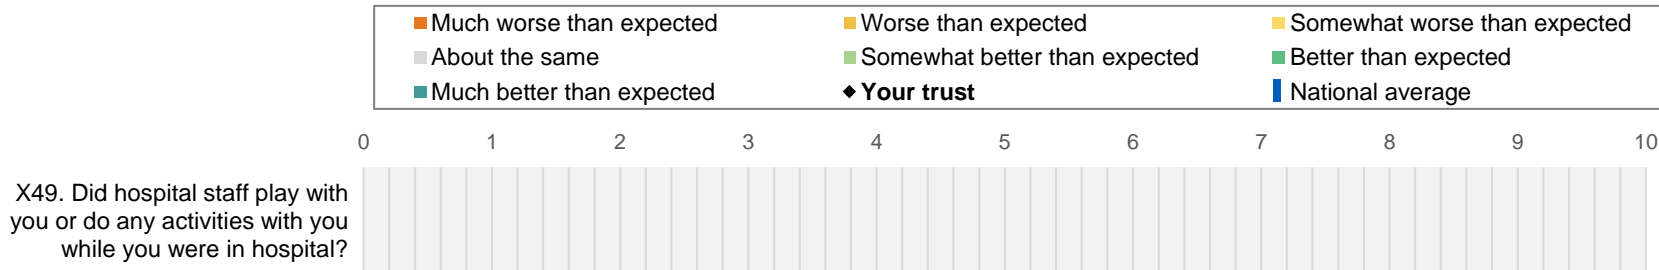 Much worse than expected
Worse than expected
Somewhat worse than expected
About the same
Somewhat better than expected
Better than expected
Much better than expected
Your trust
National average
0 1 2 3 4 5 6 7 8 9 10
X49. Did hospital staff play with
you or do any activities with you
while you were in hospital?